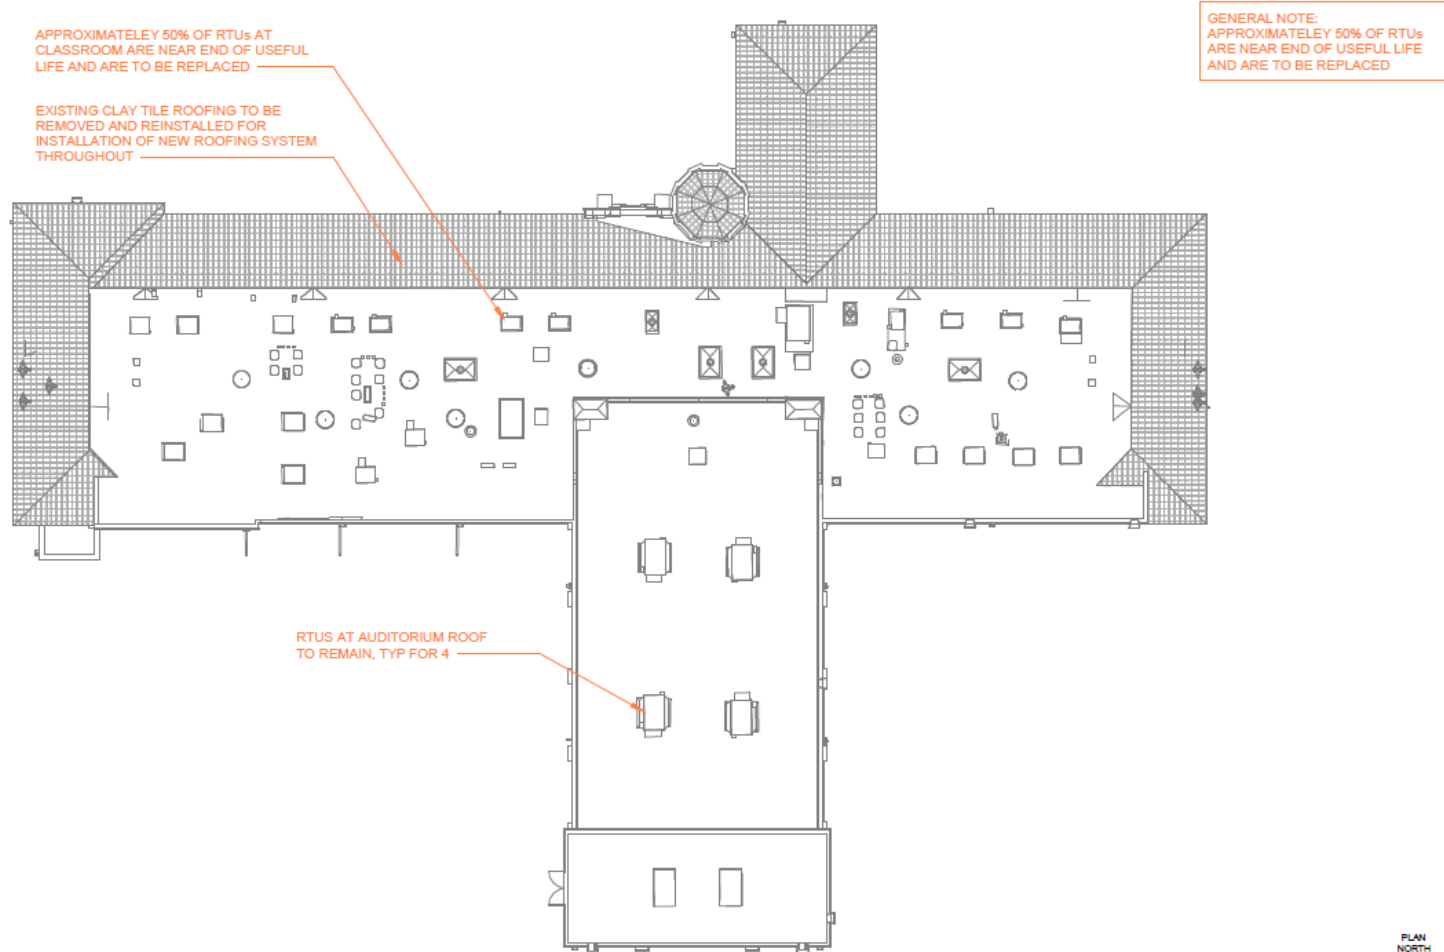 APPROXIMATELEY 50% OF RTUs AT
CLASSROOM ARE NEAR END OF USEFUL
LIFE AND ARE TO BE REPLACED
EXISTING CLAY TILE ROOFING TO BE
REMOVED AND REINSTALLED FOR
INSTALLATION OF NEW ROOFING SYSTEM
THROUGHOUT
GENERAL NOTE:
APPROXIMATELEY 50% OF RTUs
ARE NEAR END OF USEFUL LIFE
AND ARE TO BE REPLACED
RTUS AT AUDITORIUM ROOF
TO REMAIN, TYP FOR 4
PLAN
NORTH